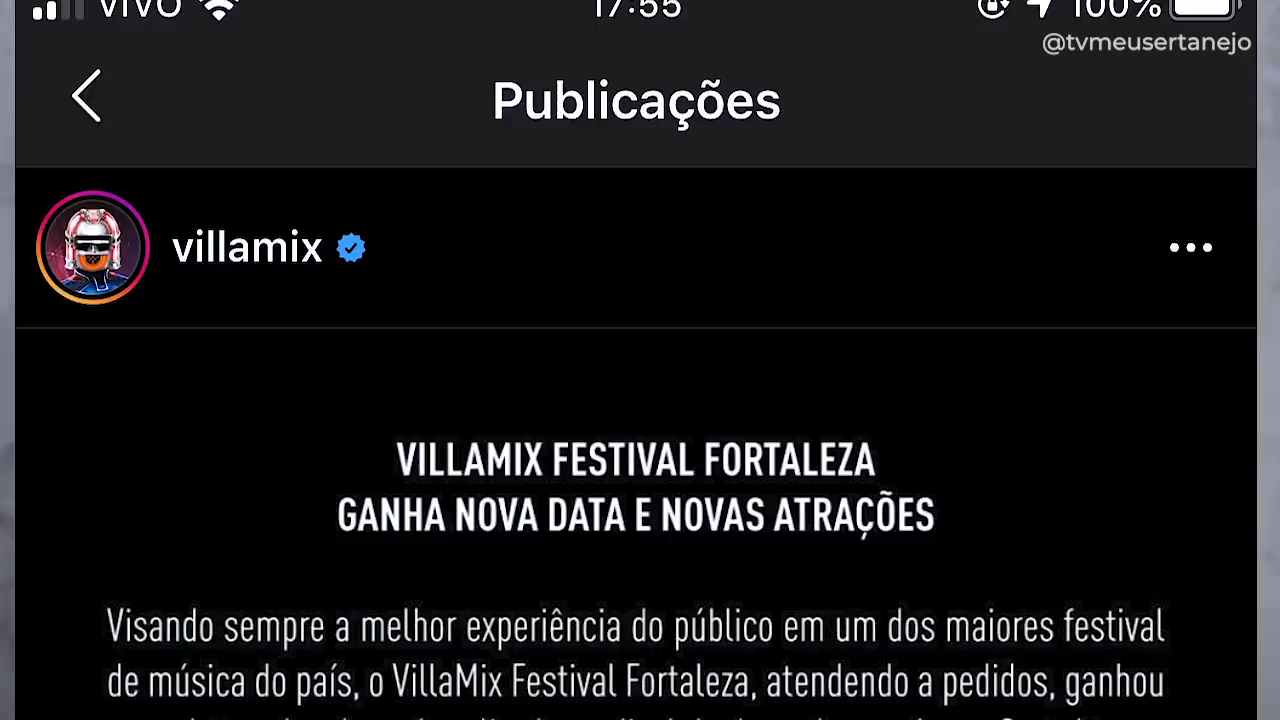 VIVO 17:55 100%
@tvmeusertanejo
Publicações
villamix
VILLAMIX FESTIVAL FORTALEZA
GANHA NOVA DATA E NOVAS ATRAÇÕES
Visando sempre a melhor experiência do público em um dos maiores festival
de música do país, o VillaMix Festival Fortaleza, atendendo a pedidos, ganhou